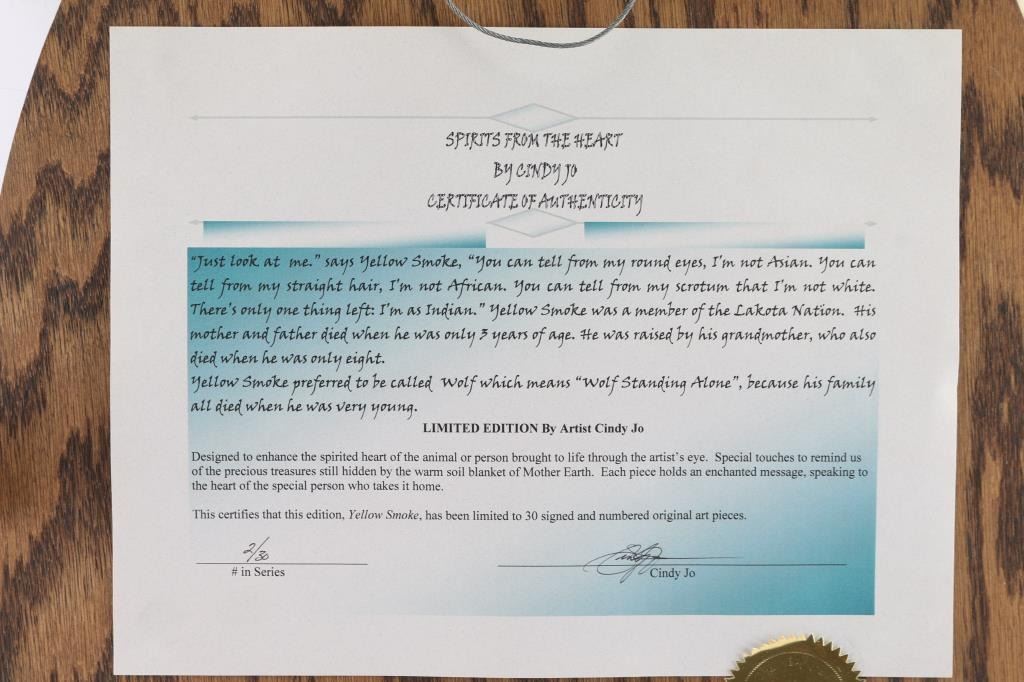 SPIRITS FROM THE HEART
BY CINDY JO
CERTIFICATE OF AUTHENTICITY
"Just look at me." says Yellow Smoke, "You can tell from my round eyes, I'm not Asian. You can
tell from my straight hair, I'm not African. You can tell from my scrotum that I'm not white.
There's only one thing left: I'm as Indian." Yellow Smoke was a member of the Lakota Nation. His
mother and father died when he was only 3 years of age. He was raised by his grandmother, who also
died when he was only eight.
Yellow Smoke preferred to be called Wolf which means "Wolf Standing Alone", because his family
all died when he was very young.
LIMITED EDITION By Artist Cindy Jo
Designed to enhance the spirited heart of the animal or person brought to life through the artist's eye. Special touches to remind us
of the precious treasures still hidden by the warm soil blanket of Mother Earth. Each piece holds an enchanted message, speaking to
the heart of the special person who takes it home.
This certifies that this edition, Yellow Smoke, has been limited to 30 signed and numbered original art pieces.
2/30
# in Series
Cindy Jo
Cindy Jo